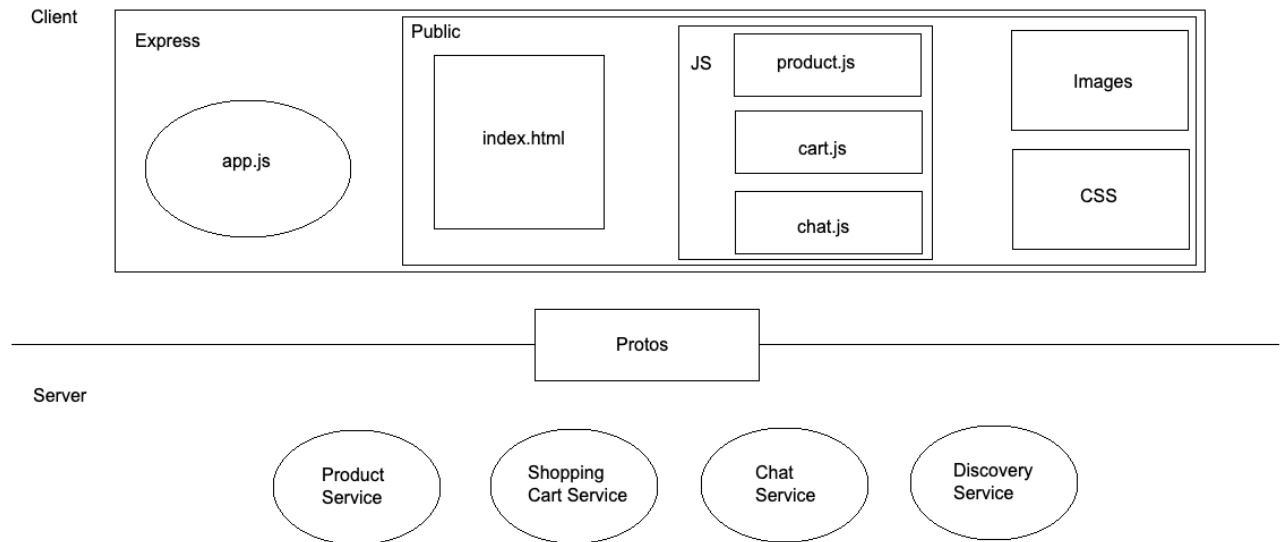 Client
Express
Public
JS
product.js
Images
index.html
app.js
cart.js
CSS
chat.js
Protos
Server
Product
Service
Shopping
Cart Service
Chat
Service
Discovery
Service